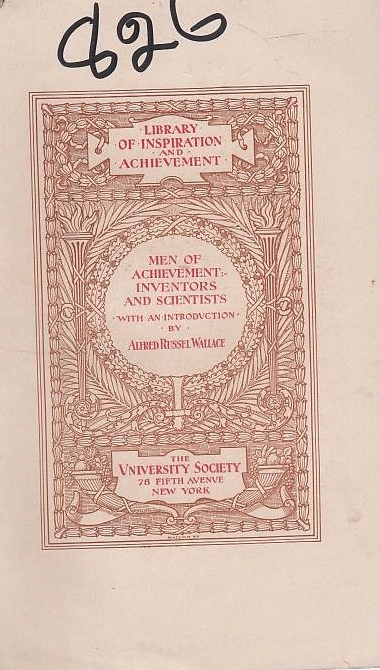 826
·LIBRARY·
OF·INSPIRATION
·AND·
ACHIEVEMENT·
MEN OF
ACHIEVEMENT:-
INVENTORS
AND SCIENTISTS
·WITH·AN·INTRODUCTION·
·BY·
ALFRED RUSSEL WALLACE
THE
UNIVERSITY SOCIETY
78 FIFTH AVENUE
NEW YORK